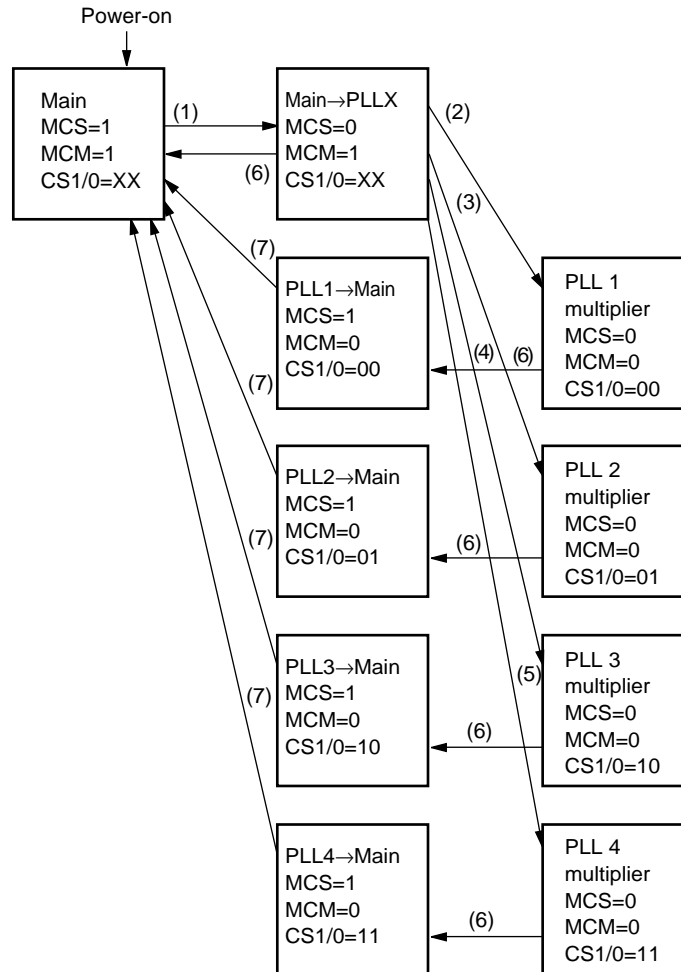 Power-on
Main
MCS=1
MCM=1
CS1/0=XX
(1)
(6)
Main→PLLX
MCS=0
MCM=1
CS1/0=XX
(2)
(3)
(7)
PLL1→Main
MCS=1
MCM=0
CS1/0=00
(4)
(6)
PLL 1
multiplier
MCS=0
MCM=0
CS1/0=00
(7)
PLL2→Main
MCS=1
MCM=0
CS1/0=01
(6)
PLL 2
multiplier
MCS=0
MCM=0
CS1/0=01
(7)
PLL3→Main
MCS=1
MCM=0
CS1/0=10
(6)
(5)
PLL 3
multiplier
MCS=0
MCM=0
CS1/0=10
(7)
PLL4→Main
MCS=1
MCM=0
CS1/0=11
(6)
PLL 4
multiplier
MCS=0
MCM=0
CS1/0=11